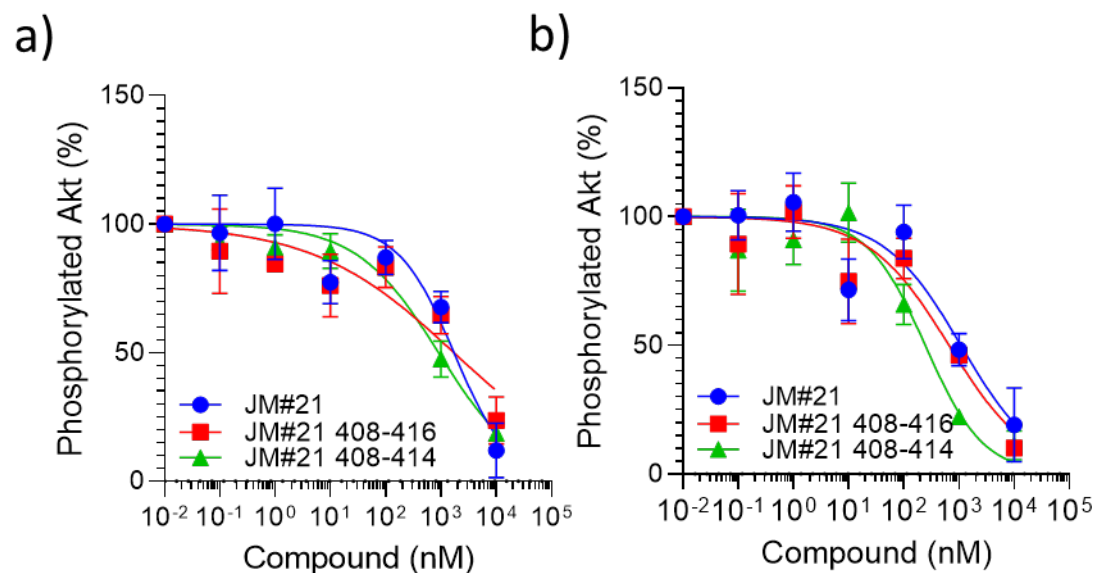 a)
Phosphorylated Akt (%)
150
100
50
0
JM#21
JM#21 408-416
JM#21 408-414
10-2 10-1 100 101 102 103 104 105
Compound (nM)
b)
Phosphorylated Akt (%)
150
100
50
0
JM#21
JM#21 408-416
JM#21 408-414
10-2 10-1 100 101 102 103 104 105
Compound (nM)